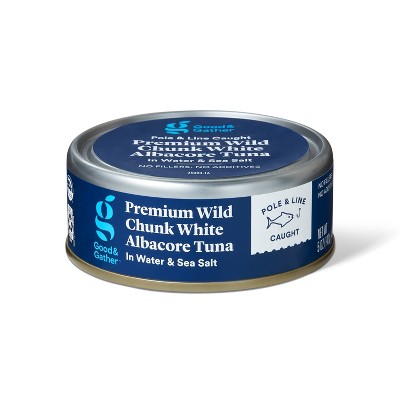 Good&
Gather
Pole & Line Caught
Premium Wild
Chunk White
Albacore Tuna
In Water & Sea Salt
NO FILLERS, NO ADDITIVES
g
Good&
Gather
Premium Wild
Chunk White
Albacore Tuna
In Water & Sea Salt
POLE & LINE
CAUGHT